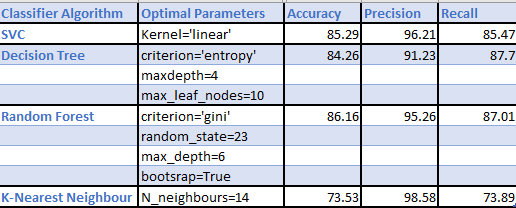 Classifier Algorithm Optimal Parameters Accuracy Precision Recall
SVC Kernel='linear' 85.29 96.21 85.47
Decision Tree criterion='entropy' 84.26 91.23 87.7
maxdepth=4
max_leaf_nodes=10
Random Forest criterion='gini' 86.16 95.26 87.01
random_state=23
max_depth=6
bootsrap=True
K-Nearest Neighbour N_neighbours=14 73.53 98.58 73.89